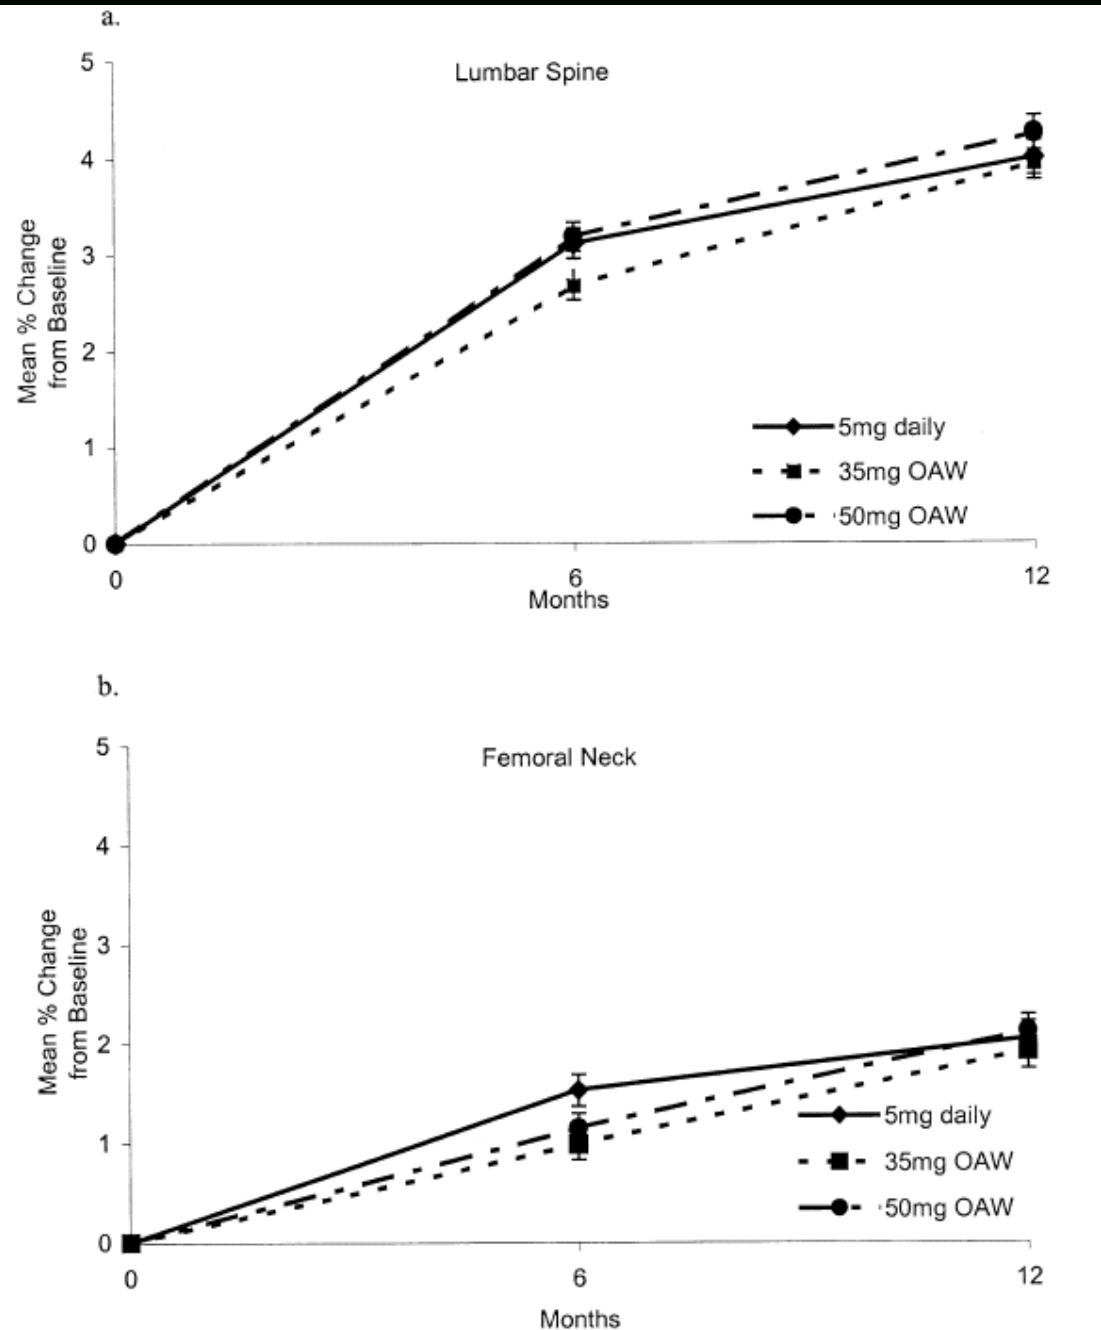 a.
Lumbar Spine
5
4
3
2
1
0
Mean % Change
from Baseline
5mg daily
35mg OAW
50mg OAW
0
6
12
Months
b.
Femoral Neck
5
4
3
2
1
0
Mean % Change
from Baseline
5mg daily
35mg OAW
50mg OAW
0
6
12
Months